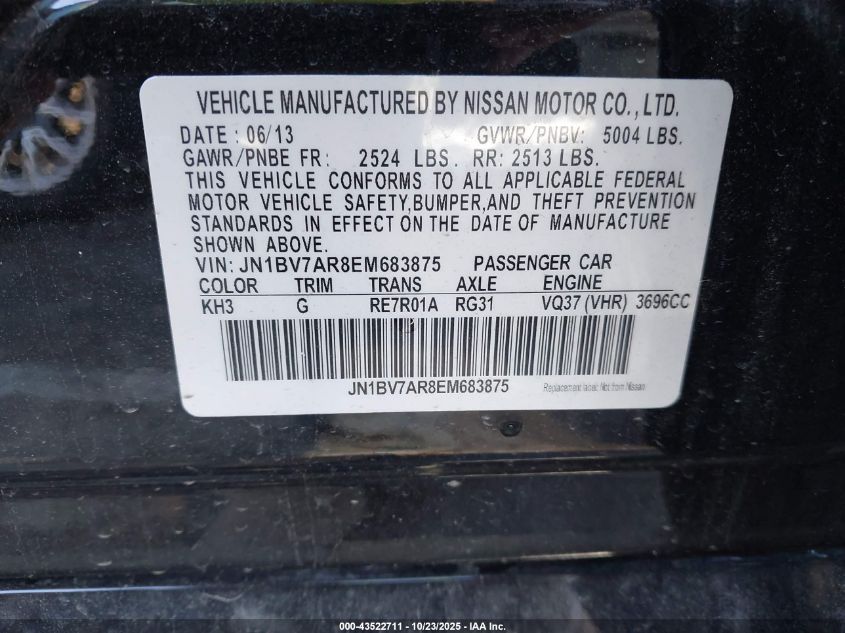 VEHICLE MANUFACTURED BY NISSAN MOTOR CO., LTD.
DATE : 06/13 GVWR/PNBV: 5004 LBS.
GAWR/PNBE FR: 2524 LBS. RR: 2513 LBS.
THIS VEHICLE CONFORMS TO ALL APPLICABLE FEDERAL
MOTOR VEHICLE SAFETY,BUMPER,AND THEFT PREVENTION
STANDARDS IN EFFECT ON THE DATE OF MANUFACTURE
SHOWN ABOVE.
VIN: JN1BV7AR8EM683875 PASSENGER CAR
COLOR TRIM TRANS AXLE ENGINE
KH3 G RE7R01A RG31 VQ37 (VHR) 3696CC
JN1BV7AR8EM683875 Replacement label: Not from Nissan
000-43522711 - 10/23/2025 - IAA Inc.